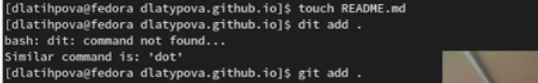 [dlatihpova@fedora dlatypova.github.io]$ touch README.md
[dlatihpova@fedora dlatypova.github.io]$ dit add .
bash: dit: command not found...
Similar command is: 'dot'
[dlatihpova@fedora dlatypova.github.io]$ git add .